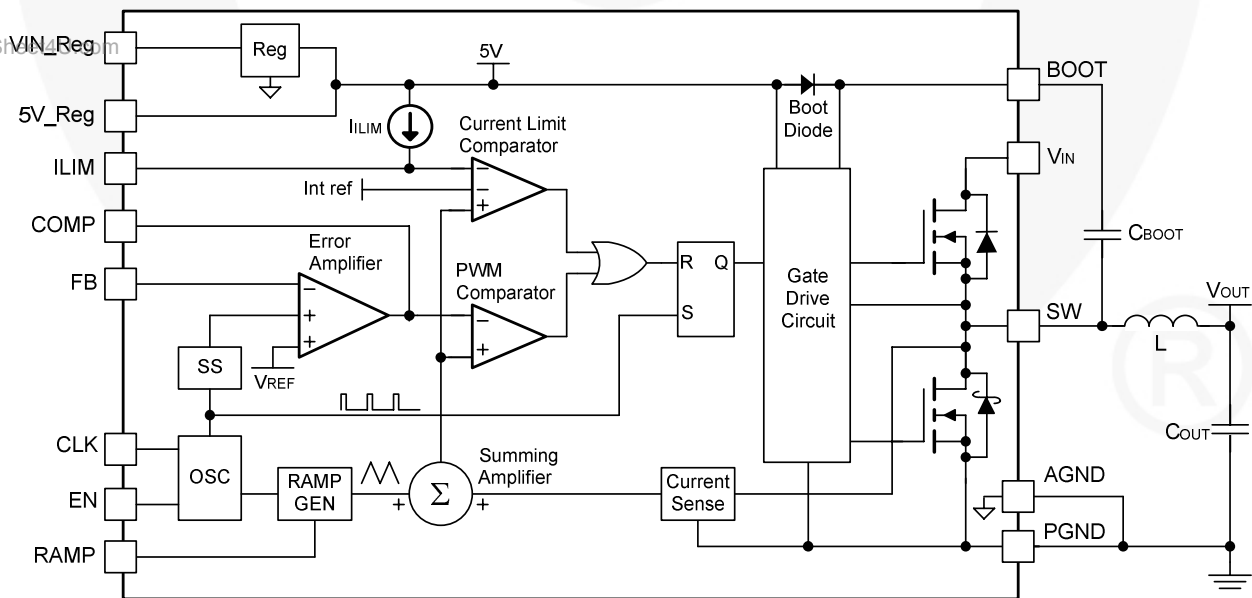 VIN_Reg
Reg
5V
BOOT
5V_Reg
Boot
Diode
IILIM
Current Limit
Comparator
VIN
ILIM
Int ref
COMP
CBOOT
Error
Amplifier
R Q
FB
PWM
Comparator
Gate
Drive
Circuit
VOUT
SW
S
L
SS
VREF
CLK
COUT
OSC
Summing
Amplifier
RAMP
GEN
Σ
Current
Sense
AGND
EN
PGND
RAMP
®